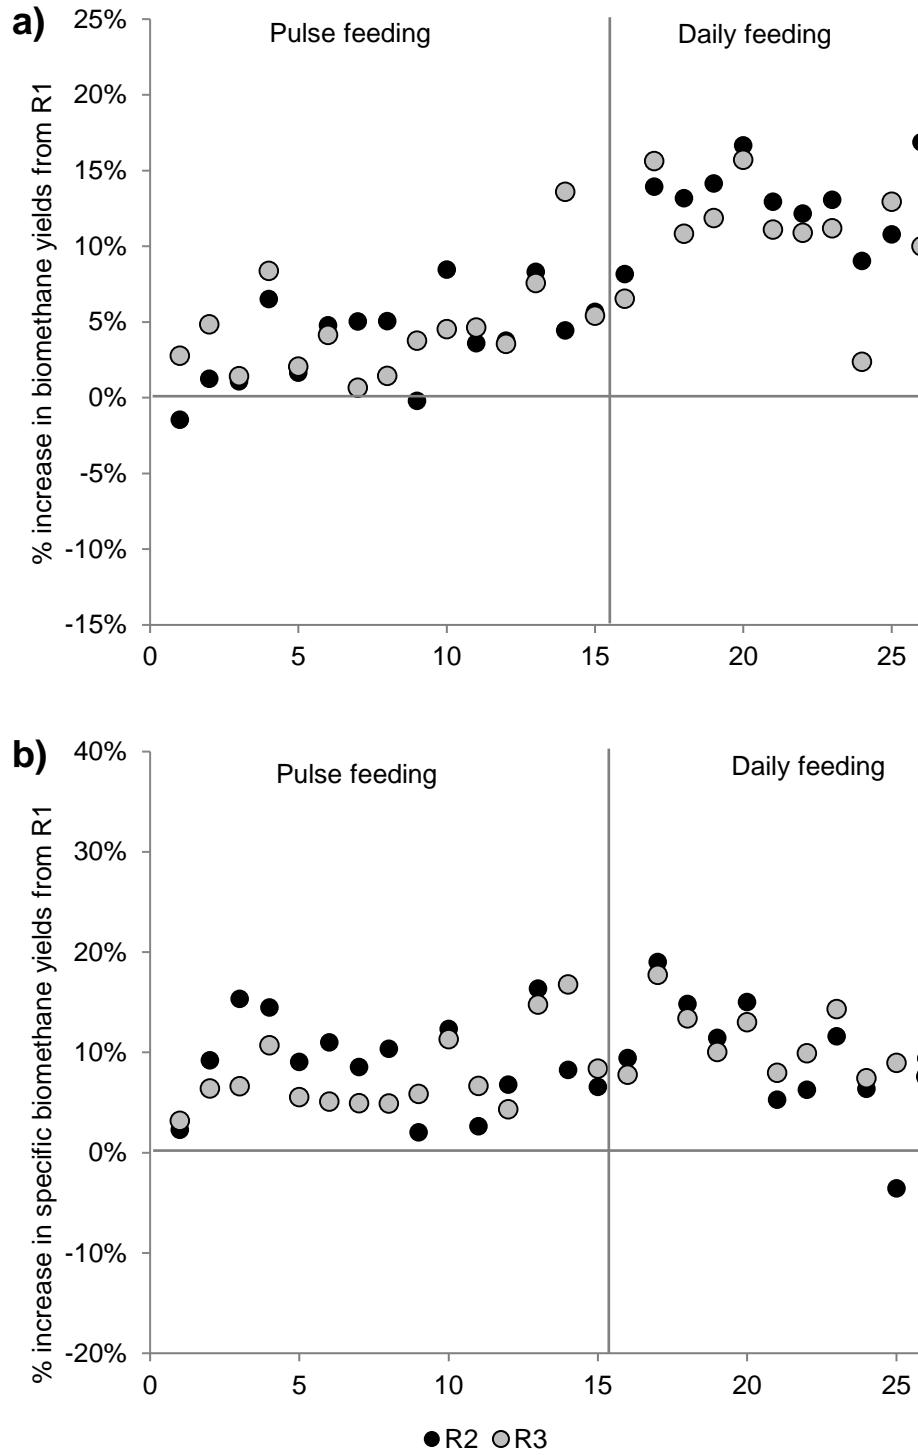 a)
Pulse feeding
Daily feeding
% increase in biomethane yields from R1
25%
20%
15%
10%
5%
0%
-5%
-10%
-15%
0 5 10 15 20 25
b)
Pulse feeding
Daily feeding
% increase in specific biomethane yields from R1
40%
30%
20%
10%
0%
-10%
-20%
0 5 10 15 20 25
R2 R3